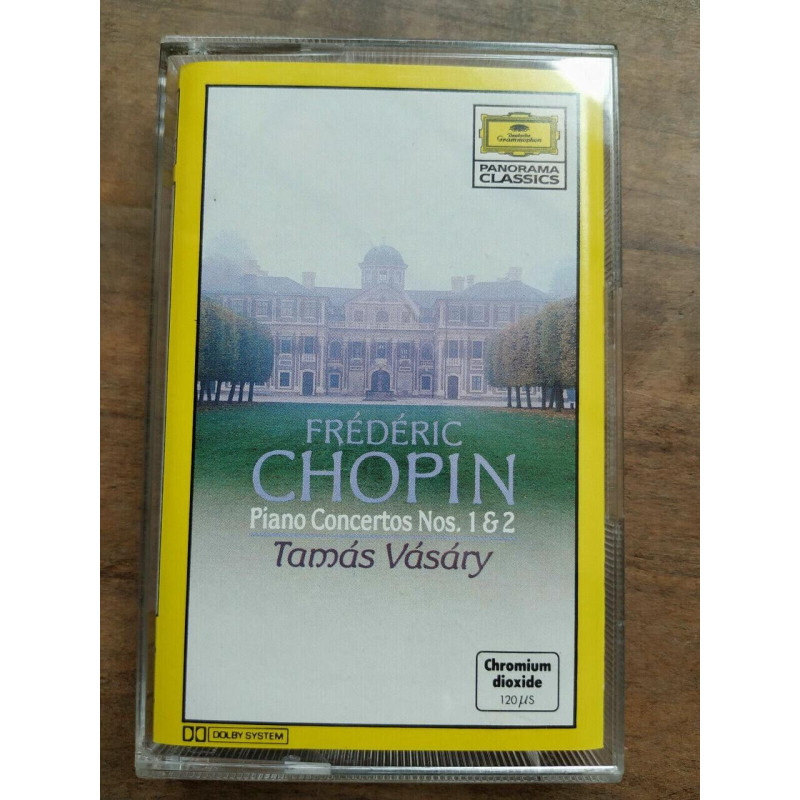 Deutsche
Grammophon
PANORAMA
CLASSICS
FRÉDÉRIC
CHOPIN
Piano Concertos Nos. 1 & 2
Tamás Vásáry
Chromium
dioxide
120 µS
DOLBY SYSTEM